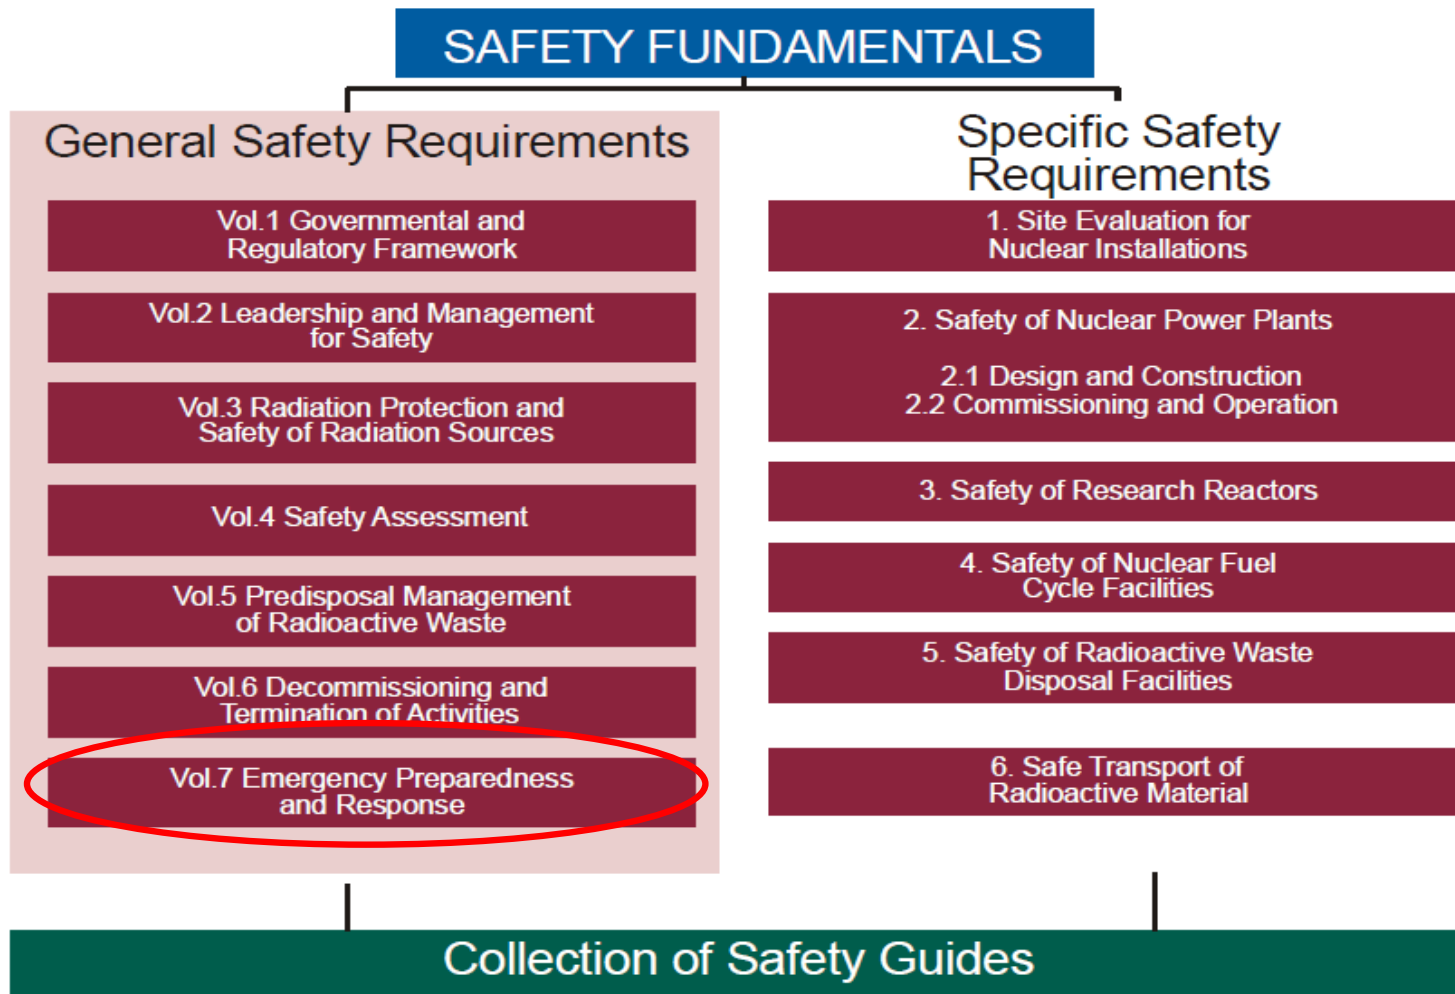 SAFETY FUNDAMENTALS
General Safety Requirements
Vol.1 Governmental and
Regulatory Framework
Vol.2 Leadership and Management
for Safety
Vol.3 Radiation Protection and
Safety of Radiation Sources
Vol.4 Safety Assessment
Vol.5 Predisposal Management
of Radioactive Waste
Vol.6 Decommissioning and
Termination of Activities
Vol.7 Emergency Preparedness
and Response
Specific Safety
Requirements
1. Site Evaluation for
Nuclear Installations
2. Safety of Nuclear Power Plants
2.1 Design and Construction
2.2 Commissioning and Operation
3. Safety of Research Reactors
4. Safety of Nuclear Fuel
Cycle Facilities
5. Safety of Radioactive Waste
Disposal Facilities
6. Safe Transport of
Radioactive Material
Collection of Safety Guides